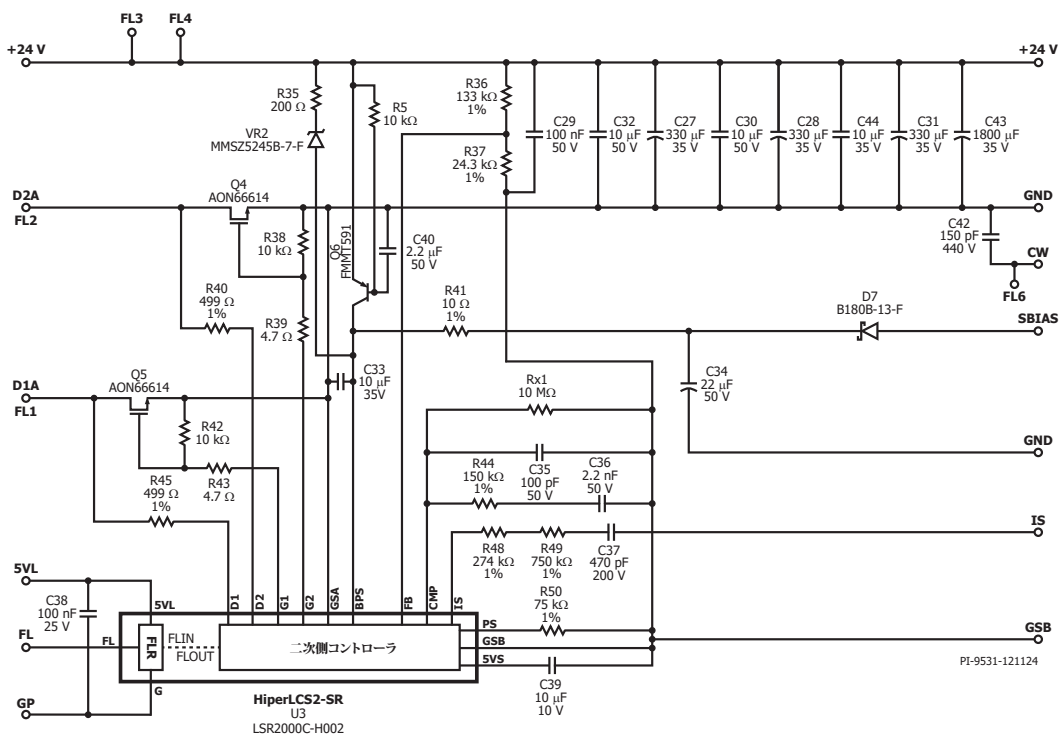 FL3
FL4
+24 V
+24 V
R35
200 Ω
VR2
MMSZ5245B-7-F
R5
10 kΩ
R36
133 kΩ
1%
R37
24.3 kΩ
1%
C29
100 nF
50 V
C32
10 µF
50 V
C27
330 µF
35 V
C30
10 µF
50 V
C28
330 µF
35 V
C44
10 µF
35 V
C31
330 µF
35 V
C43
1800 µF
35 V
D2A
FL2
Q4
AON66614
R38
10 kΩ
Q6
FMMT591
C40
2.2 µF
50 V
GND
C42
150 pF
440 V
CW
FL6
R40
499 Ω
1%
R39
4.7 Ω
R41
10 Ω
1%
D7
B180B-13-F
SBIAS
D1A
FL1
Q5
AON66614
C33
10 µF
35V
Rx1
10 MΩ
C34
22 µF
50 V
R42
10 kΩ
R43
4.7 Ω
R45
499 Ω
1%
C35
100 pF
50 V
R44
150 kΩ
1%
C36
2.2 nF
50 V
GND
R48
274 kΩ
1%
R49
750 kΩ
1%
C37
470 pF
200 V
IS
5VL
C38
100 nF
25 V
5VL
D1
D2
G1
G2
GSA
BPS
FB
CMP
IS
R50
75 kΩ
1%
PS
GSB
5VS
GSB
FL
FL
FLR
FLIN
FLOUT
二次側コントローラ
C39
10 µF
10 V
PI-9531-121124
GP
G
HiperLCS2-SR
U3
LSR2000C-H002